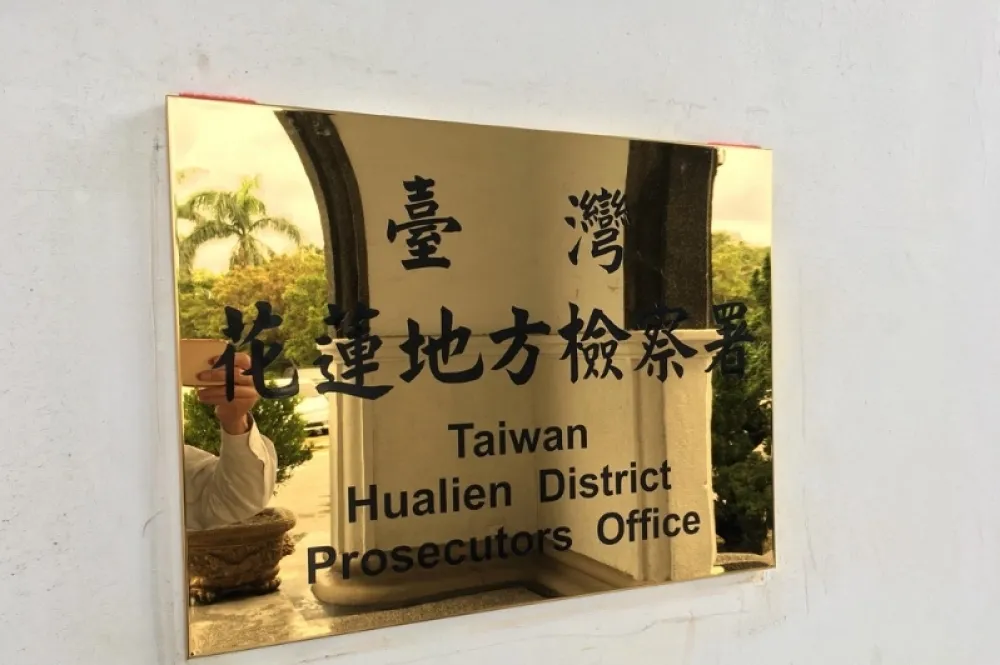 臺灣
花蓮地方檢察署
Taiwan
Hualien District
Prosecutors Office